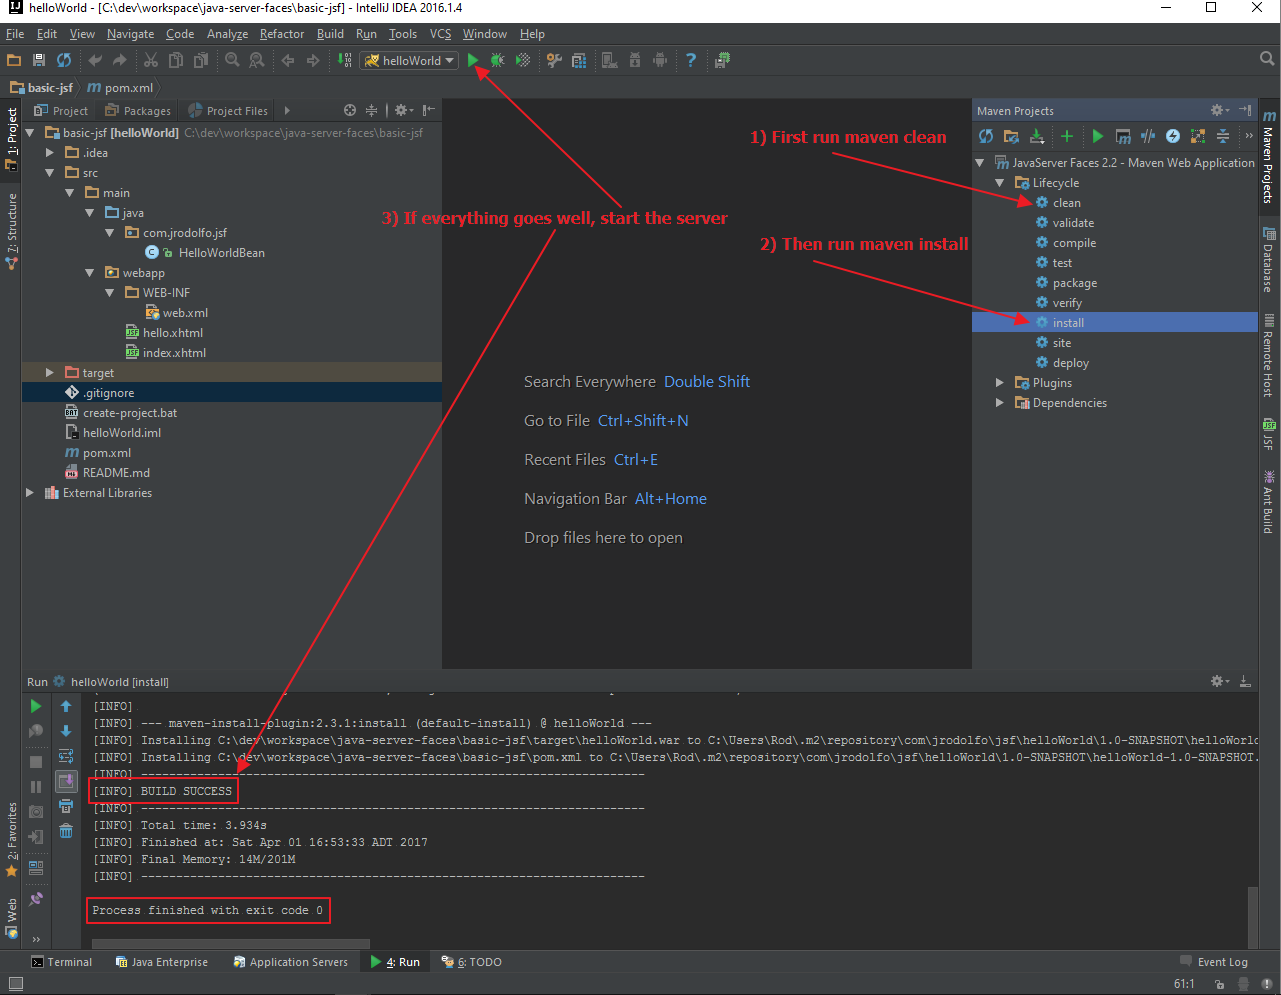 helloWorld - [C:\dev\workspace\java-server-faces\basic-jsf] - IntelliJ IDEA 2016.1.4
File Edit View Navigate Code Analyze Refactor Build Run Tools VCS Window Help
helloWorld
basic-jsf pom.xml
1: Project
7: Structure
2: Favorites
Web
Project Packages Project Files
basic-jsf [helloWorld] C:\dev\workspace\java-server-faces\basic-jsf
.idea
src
main
java
com.jrodolfo.jsf
HelloWorldBean
webapp
WEB-INF
web.xml
hello.xhtml
index.xhtml
target
.gitignore
create-project.bat
helloWorld.iml
pom.xml
README.md
External Libraries
1) First run maven clean
3) If everything goes well, start the server
2) Then run maven install
Search Everywhere Double Shift
Go to File Ctrl+Shift+N
Recent Files Ctrl+E
Navigation Bar Alt+Home
Drop files here to open
Maven Projects
JavaServer Faces 2.2 - Maven Web Application
Lifecycle
clean
validate
compile
test
package
verify
install
site
deploy
Plugins
Dependencies
Maven Projects
Database
Remote Host
JSF
Ant Build
Run helloWorld [install]
[INFO]
[INFO] --- maven-install-plugin:2.3.1:install (default-install) @ helloWorld ---
[INFO] Installing C:\dev\workspace\java-server-faces\basic-jsf\target\helloWorld.war to C:\Users\Rod\.m2\repository\com\jrodolfo\jsf\helloWorld\1.0-SNAPSHOT\helloWorld
[INFO] Installing C:\dev\workspace\java-server-faces\basic-jsf\pom.xml to C:\Users\Rod\.m2\repository\com\jrodolfo\jsf\helloWorld\1.0-SNAPSHOT\helloWorld-1.0-SNAPSHOT.
[INFO] ------------------------------------------------------------------------
[INFO] BUILD SUCCESS
[INFO] ------------------------------------------------------------------------
[INFO] Total time: 3.934s
[INFO] Finished at: Sat Apr 01 16:53:33 ADT 2017
[INFO] Final Memory: 14M/201M
[INFO] ------------------------------------------------------------------------
Process finished with exit code 0
Terminal Java Enterprise Application Servers 4: Run 6: TODO Event Log
61:1